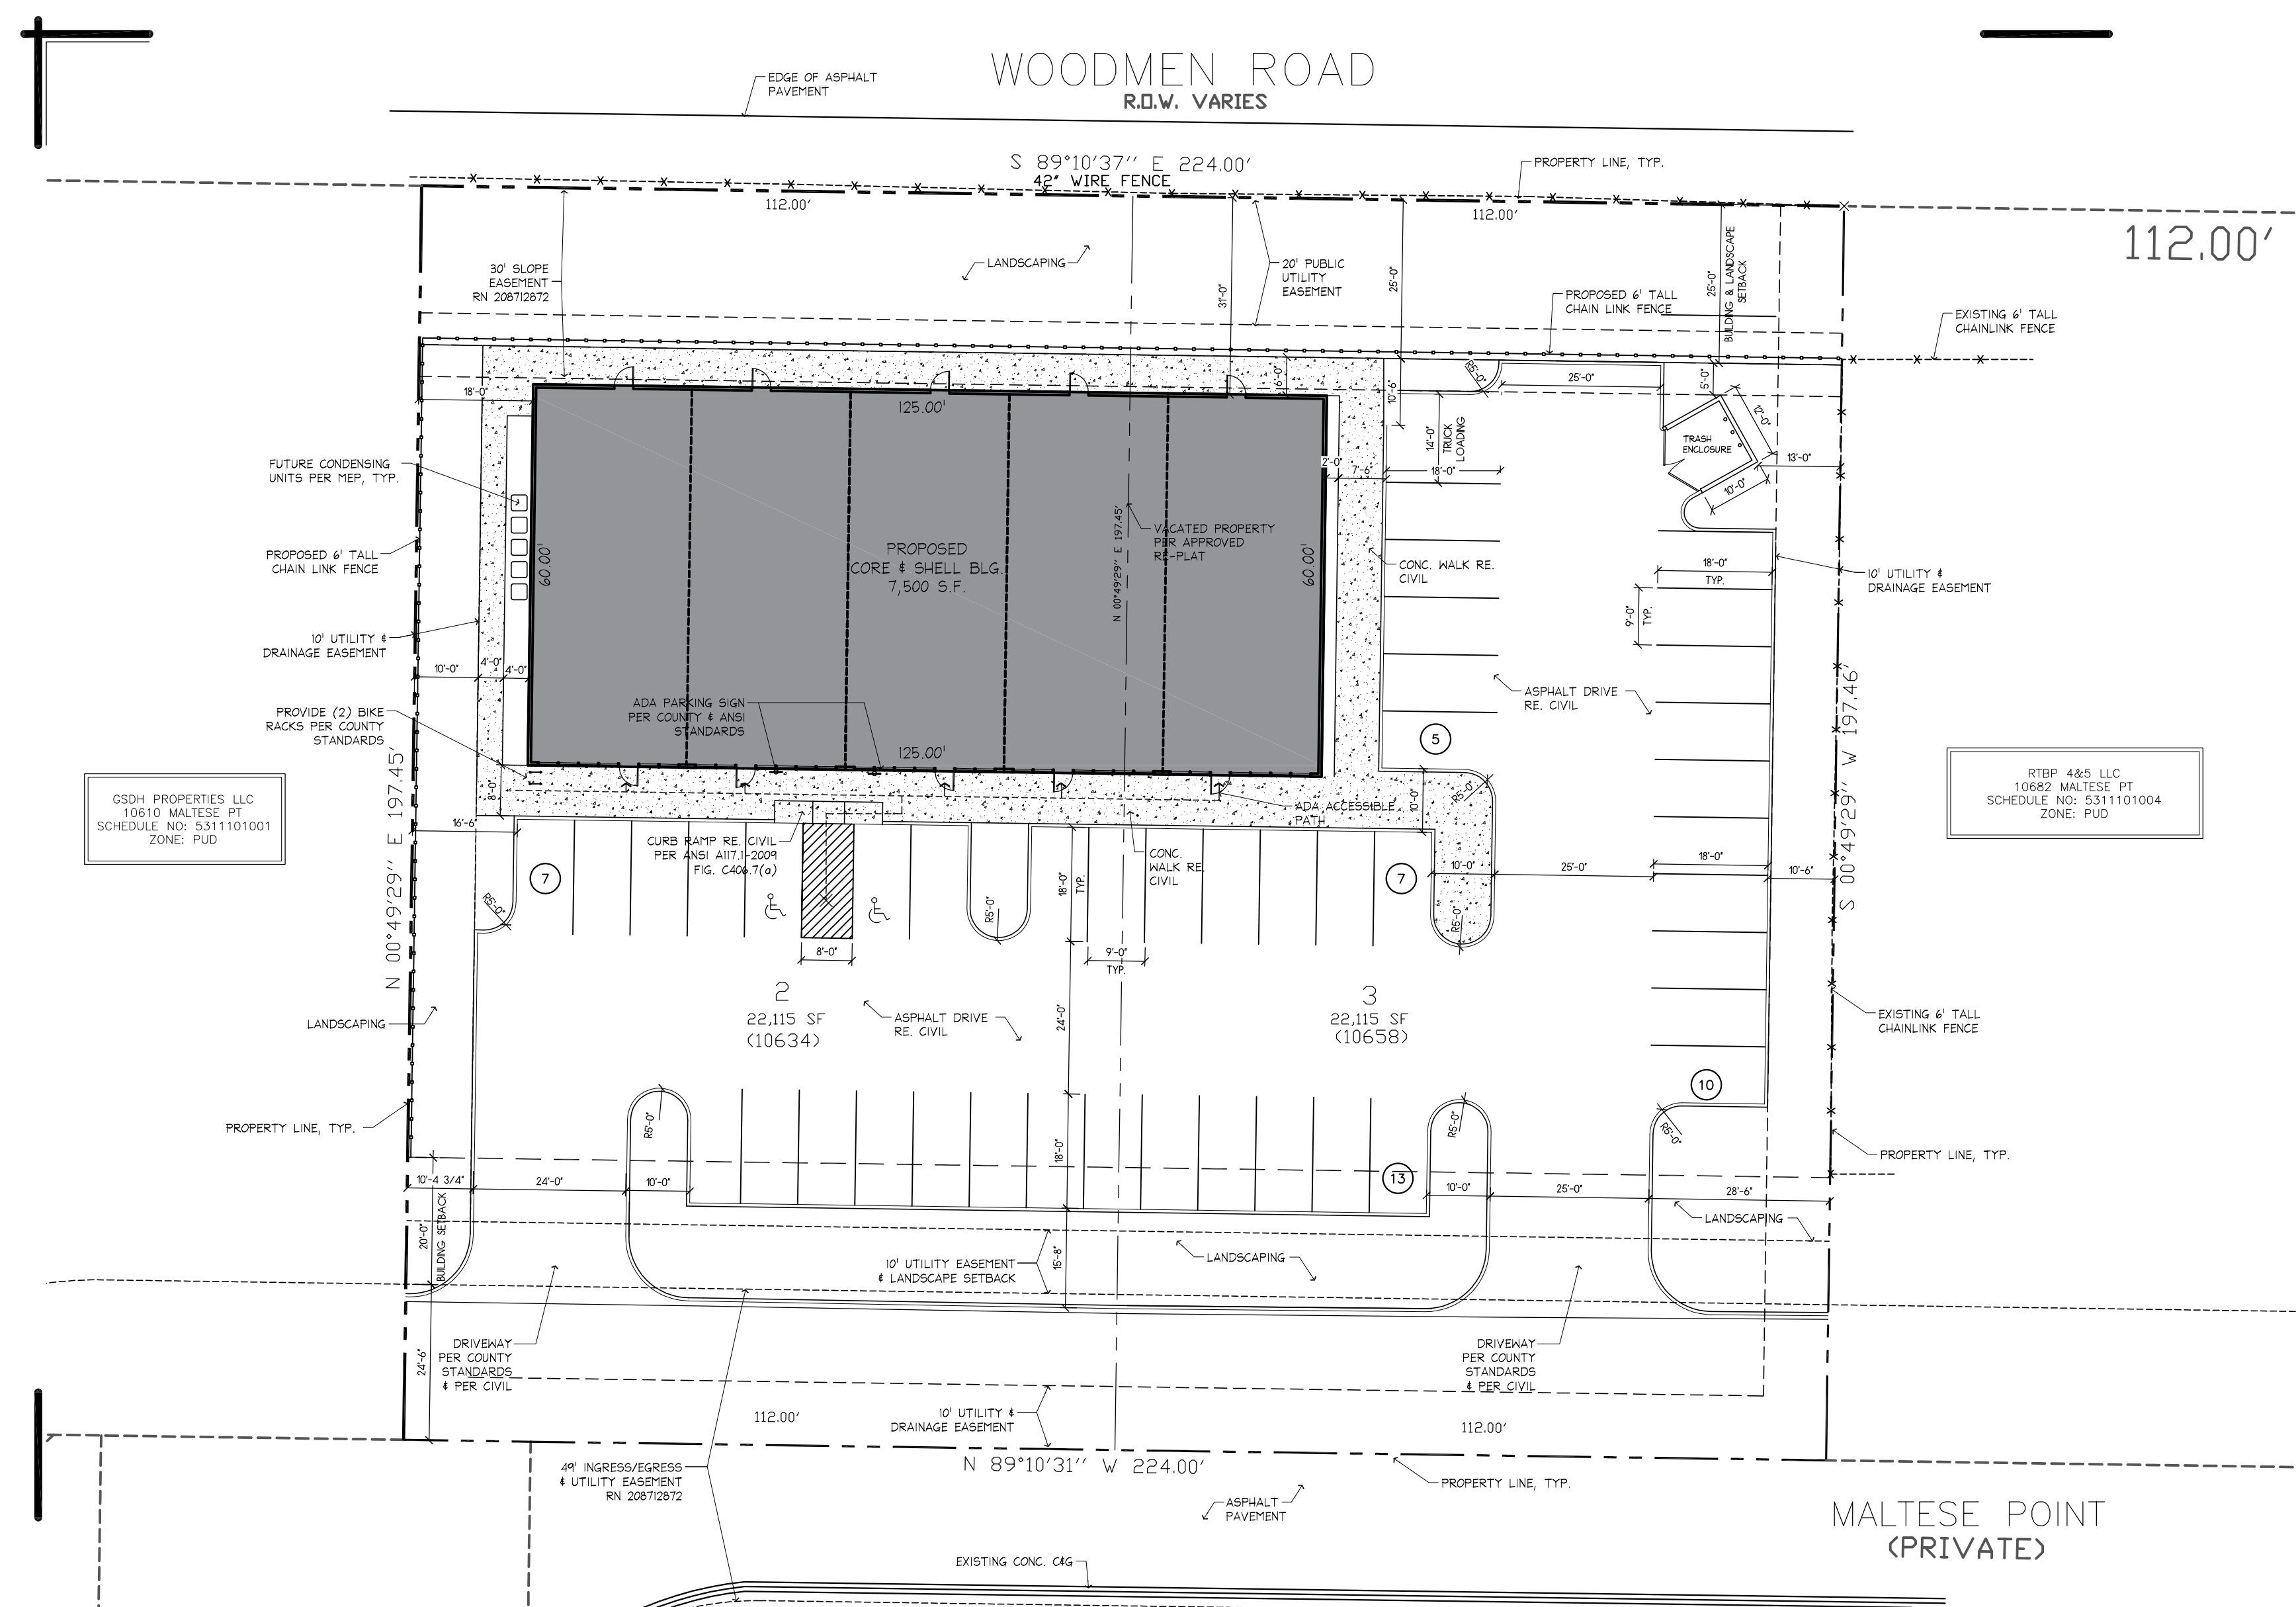 WOODMEN ROAD
R.O.W. VARIES
EDGE OF ASPHALT
PAVEMENT
S 89°10'37'' E 224.00'
42" WIRE FENCE
PROPERTY LINE, TYP.
112.00'
112.00'
112.00'
30' SLOPE
EASEMENT
RN 208712872
LANDSCAPING
31'-0"
20' PUBLIC
UTILITY
EASEMENT
25'-0"
PROPOSED 6' TALL
CHAIN LINK FENCE
25'-0"
BUILDING & LANDSCAPE
SETBACK
EXISTING 6' TALL
CHAINLINK FENCE
18'-0"
125.00'
6'-0"
10'-6"
R5'-0"
25'-0"
5'-0"
12'-0"
14'-0"
TRUCK
LOADING
TRASH
ENCLOSURE
10'-0"
13'-0"
2'-0"
7'-6"
18'-0"
FUTURE CONDENSING
UNITS PER MEP, TYP.
PROPOSED 6' TALL
CHAIN LINK FENCE
60.00'
PROPOSED
CORE & SHELL BLG.
7,500 S.F.
N 00°49'29'' E 197.45'
VACATED PROPERTY
PER APPROVED
RE-PLAT
60.00'
CONC. WALK RE.
CIVIL
18'-0"
TYP.
9'-0"
TYP.
10' UTILITY &
DRAINAGE EASEMENT
10' UTILITY &
DRAINAGE EASEMENT
10'-0"
4'-0"
4'-0"
PROVIDE (2) BIKE
RACKS PER COUNTY
STANDARDS
ADA PARKING SIGN
PER COUNTY & ANSI
STANDARDS
125.00'
ASPHALT DRIVE
RE. CIVIL
5
S 00°49'29'' W 197.46'
N 00°49'29'' E 197.45'
GSDH PROPERTIES LLC
10610 MALTESE PT
SCHEDULE NO: 5311101001
ZONE: PUD
RTBP 4&5 LLC
10682 MALTESE PT
SCHEDULE NO: 5311101004
ZONE: PUD
8'-0"
16'-6"
ADA ACCESSIBLE
PATH
10'-0"
R5'-0"
CURB RAMP RE. CIVIL
PER ANSI A117.1-2009
FIG. C406.7(a)
CONC.
WALK RE.
CIVIL
7
R5'-0"
R5'-0"
18'-0"
TYP.
7
10'-0"
R5'-0"
25'-0"
18'-0"
10'-6"
8'-0"
9'-0"
TYP.
2
22,115 SF
(10634)
ASPHALT DRIVE
RE. CIVIL
24'-0"
3
22,115 SF
(10658)
EXISTING 6' TALL
CHAINLINK FENCE
LANDSCAPING
10
PROPERTY LINE, TYP.
R5'-0"
18'-0"
R5'-0"
R5'-0"
PROPERTY LINE, TYP.
13
10'-4 3/4"
24'-0"
10'-0"
10'-0"
25'-0"
28'-6"
20'-0"
BUILDING SETBACK
10' UTILITY EASEMENT
& LANDSCAPE SETBACK
15'-8"
LANDSCAPING
LANDSCAPING
24'-6"
DRIVEWAY
PER COUNTY
STANDARDS
& PER CIVIL
DRIVEWAY
PER COUNTY
STANDARDS
& PER CIVIL
112.00'
10' UTILITY &
DRAINAGE EASEMENT
112.00'
N 89°10'31'' W 224.00'
49' INGRESS/EGRESS
& UTILITY EASEMENT
RN 208712872
PROPERTY LINE, TYP.
ASPHALT
PAVEMENT
MALTESE POINT
(PRIVATE)
EXISTING CONC. C&G